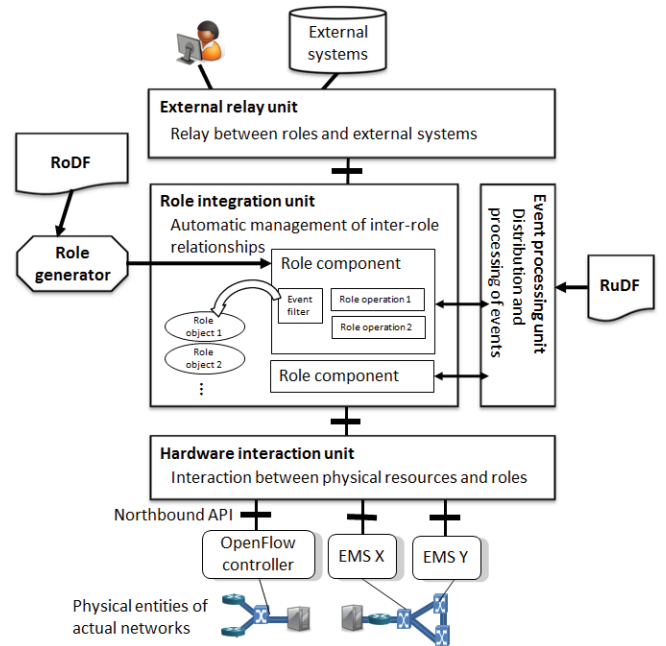 External
systems
External relay unit
Relay between roles and external systems
RoDF
Role integration unit
Automatic management of inter-role
relationships
Role
generator
Role component
Event
filter
Role operation 1
Role operation 2
Role
object 1
Role
object 2
⋮
Role component
Event processing unit
Distribution and
processing of events
RuDF
Hardware interaction unit
Interaction between physical resources and roles
Northbound API
OpenFlow
controller
EMS X
EMS Y
Physical entities of
actual networks